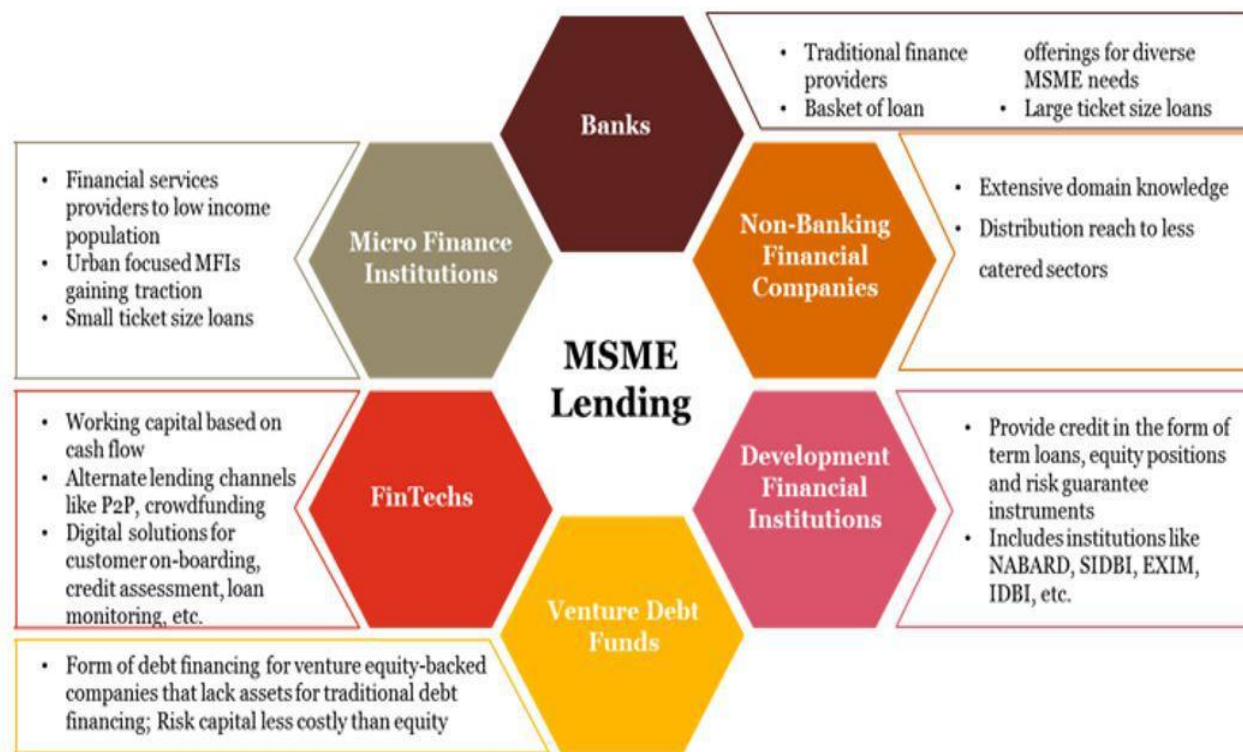 Banks
• Traditional finance
providers
• Basket of loan
offerings for diverse
MSME needs
• Large ticket size loans
• Financial services
providers to low income
population
• Urban focused MFIs
gaining traction
• Small ticket size loans
Micro Finance
Institutions
Non-Banking
Financial
Companies
• Extensive domain knowledge
• Distribution reach to less
catered sectors
MSME
Lending
• Working capital based on
cash flow
• Alternate lending channels
like P2P, crowdfunding
• Digital solutions for
customer on-boarding,
credit assessment, loan
monitoring, etc.
FinTechs
Development
Financial
Institutions
• Provide credit in the form of
term loans, equity positions
and risk guarantee
instruments
• Includes institutions like
NABARD, SIDBI, EXIM,
IDBI, etc.
Venture Debt
Funds
• Form of debt financing for venture equity-backed
companies that lack assets for traditional debt
financing; Risk capital less costly than equity